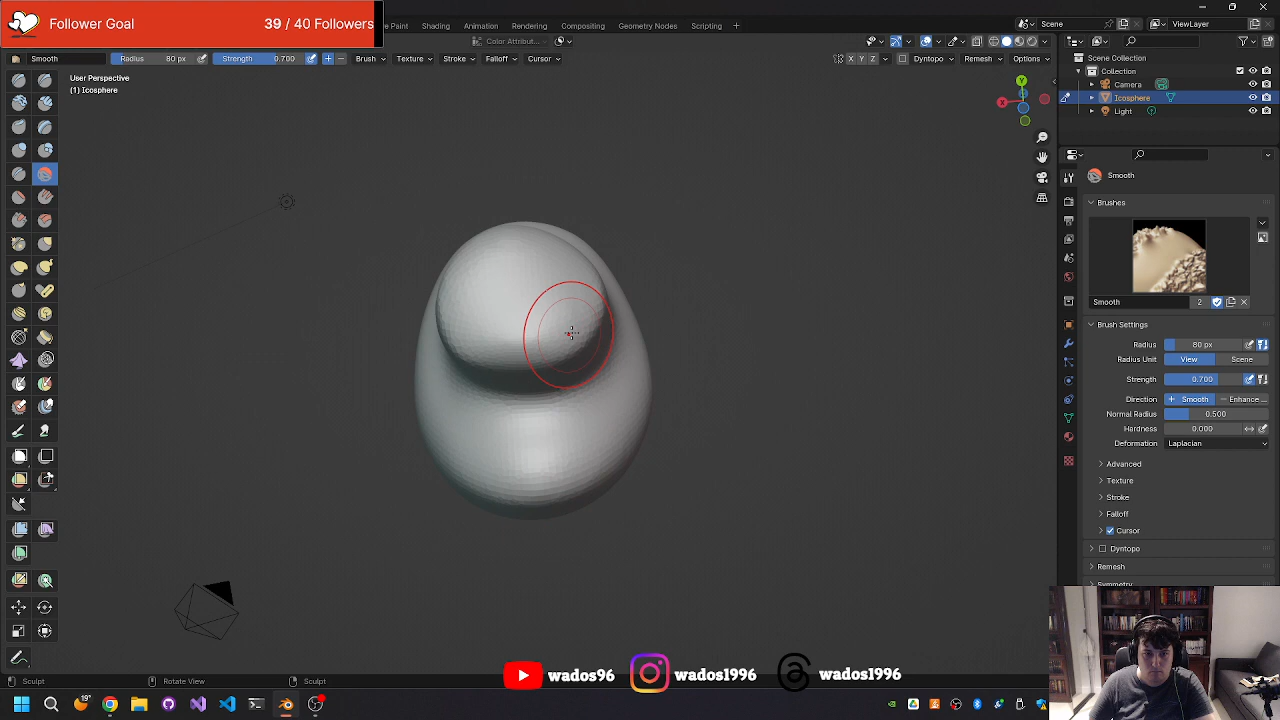 Follower Goal 39 / 40 Followers
Paint Shading Animation Rendering Compositing Geometry Nodes Scripting +
Scene
ViewLayer
Color Attribut...
Smooth Radius 80 px Strength 0.700 Brush Texture Stroke Falloff Cursor
X Y Z Dyntopo Remesh Options
User Perspective
(1) Icosphere
Scene Collection
Collection
Camera
Icosphere
Light
X
Y
Smooth
Brushes
Smooth 2
Brush Settings
Radius 80 px
Radius Unit View Scene
Strength 0.700
Direction + Smooth Enhance...
Normal Radius 0.500
Hardness 0.000
Deformation Laplacian
Advanced
Texture
Stroke
Falloff
Cursor
Dyntopo
Remesh
Symmetry
wados96 wados1996 wados1996
Sculpt Rotate View Sculpt
19°